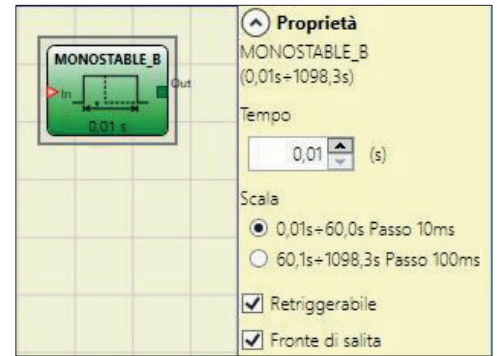 MONOSTABLE_B
In
Out
0,01 s
Proprietà
MONOSTABLE_B
(0,01s÷1098,3s)
Tempo
0,01 (s)
Scala
0,01s÷60,0s Passo 10ms
60,1s÷1098,3s Passo 100ms
Retriggerabile
Fronte di salita